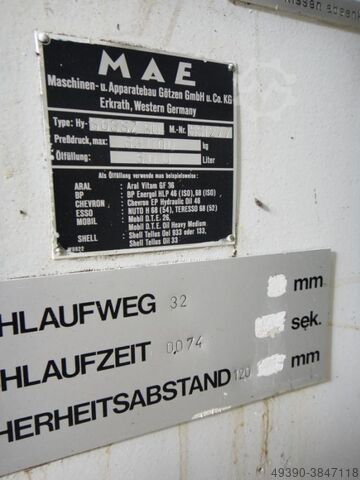 MAE
Maschinen- u. Apparatebau Götzen GmbH u. Co. KG
Erkrath, Western Germany
Type: Hy- M.-Nr.
Preßdruck, max kg
Ölfüllung: Liter
Als Ölfüllung verwende man beispielsweise:
ARAL : Aral Vitam GF 36
BP : BP Energol HLP 46 (ISO), 68 (ISO)
CHEVRON : Chevron EP Hydraulic Oil 46
ESSO : NUTO H 68 (54), TERESSO 68 (52)
MOBIL : Mobil D.T.E. 26,
Mobil D.T.E. Oil Heavy Medium
SHELL : Shell Tellus Oel 933 oder 133,
Shell Tellus Oil 33
HLAUFWEG 32 mm
HLAUFZEIT 0,074 sek.
HERHEITSABSTAND 120 mm
49390-3847118